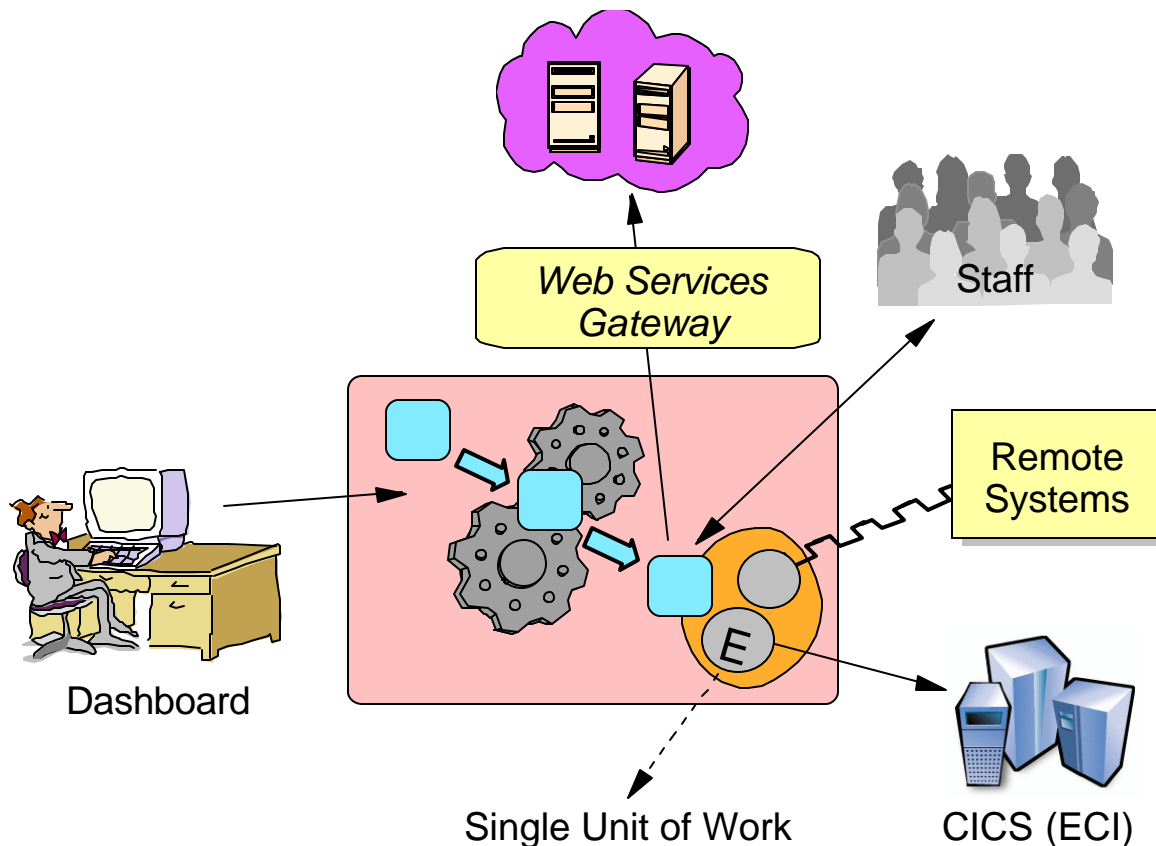 Web Services
Gateway
Staff
Remote
Systems
E
Dashboard
Single Unit of Work
CICS (ECI)